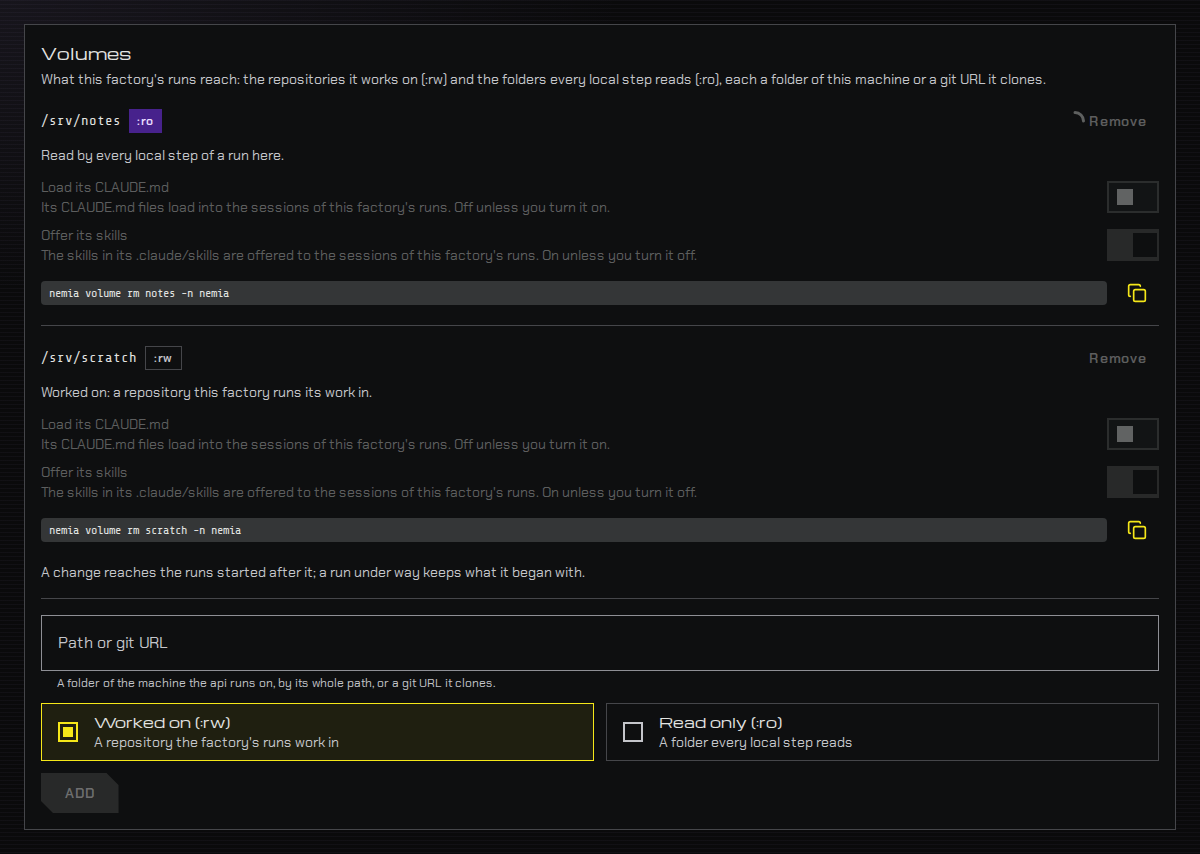 Volumes
What this factory's runs reach: the repositories it works on (:rw) and the folders every local step reads (:ro), each a folder of this machine or a git URL it clones.
/srv/notes :ro Remove
Read by every local step of a run here.
Load its CLAUDE.md
Its CLAUDE.md files load into the sessions of this factory's runs. Off unless you turn it on.
Offer its skills
The skills in its .claude/skills are offered to the sessions of this factory's runs. On unless you turn it off.
nemia volume rm notes -n nemia
/srv/scratch :rw Remove
Worked on: a repository this factory runs its work in.
Load its CLAUDE.md
Its CLAUDE.md files load into the sessions of this factory's runs. Off unless you turn it on.
Offer its skills
The skills in its .claude/skills are offered to the sessions of this factory's runs. On unless you turn it off.
nemia volume rm scratch -n nemia
A change reaches the runs started after it; a run under way keeps what it began with.
Path or git URL
A folder of the machine the api runs on, by its whole path, or a git URL it clones.
Worked on (:rw)
A repository the factory's runs work in
Read only (:ro)
A folder every local step reads
ADD